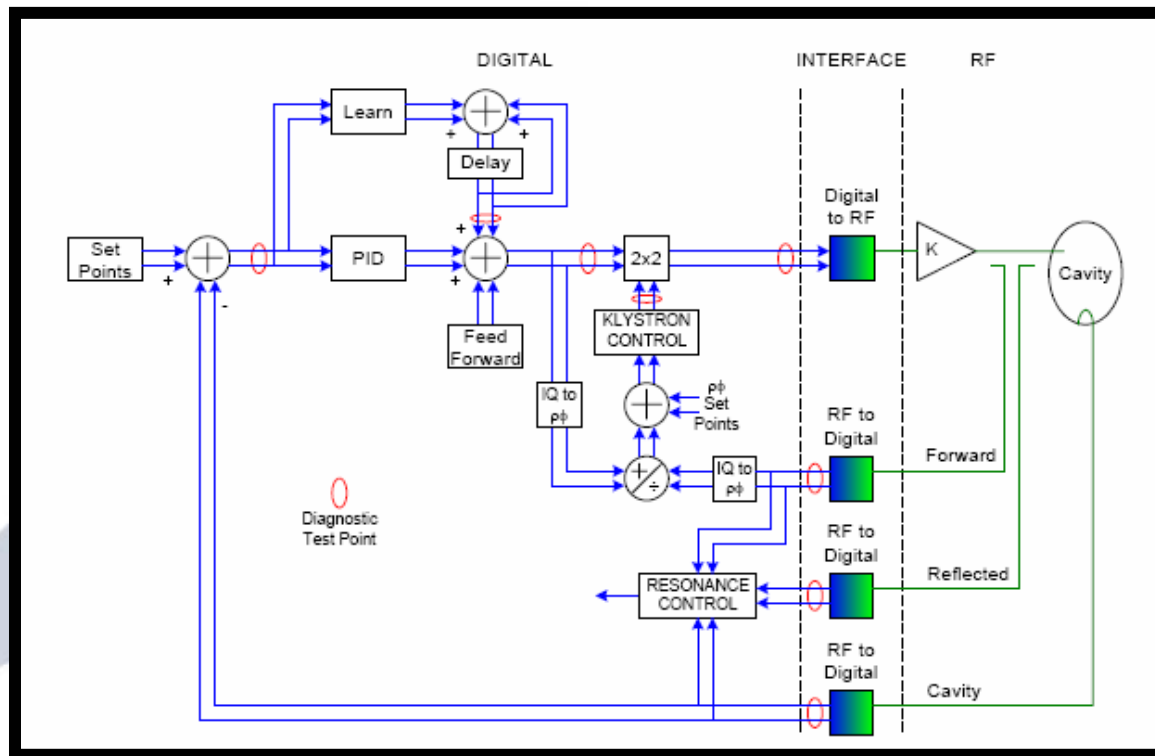 DIGITAL
INTERFACE
RF
Learn
+
+
+
Delay
Digital
to RF
Set
Points
+
-
PID
+
+
+
2x2
K
Cavity
Feed
Forward
KLYSTRON
CONTROL
IQ to
ρϕ
+
ρϕ
Set
Points
RF to
Digital
Forward
+
÷
IQ to
ρϕ
Diagnostic
Test Point
RF to
Digital
Reflected
RESONANCE
CONTROL
RF to
Digital
Cavity